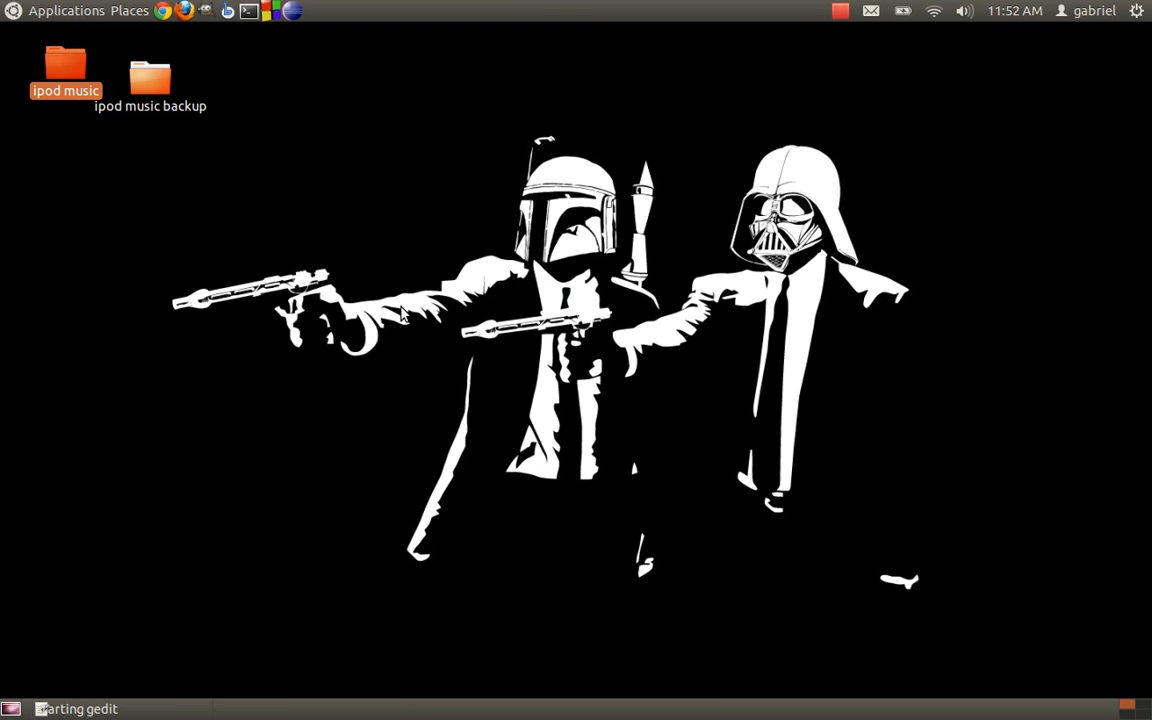 Applications Places 11:52 AM gabriel
ipod music
ipod music backup
arting gedit